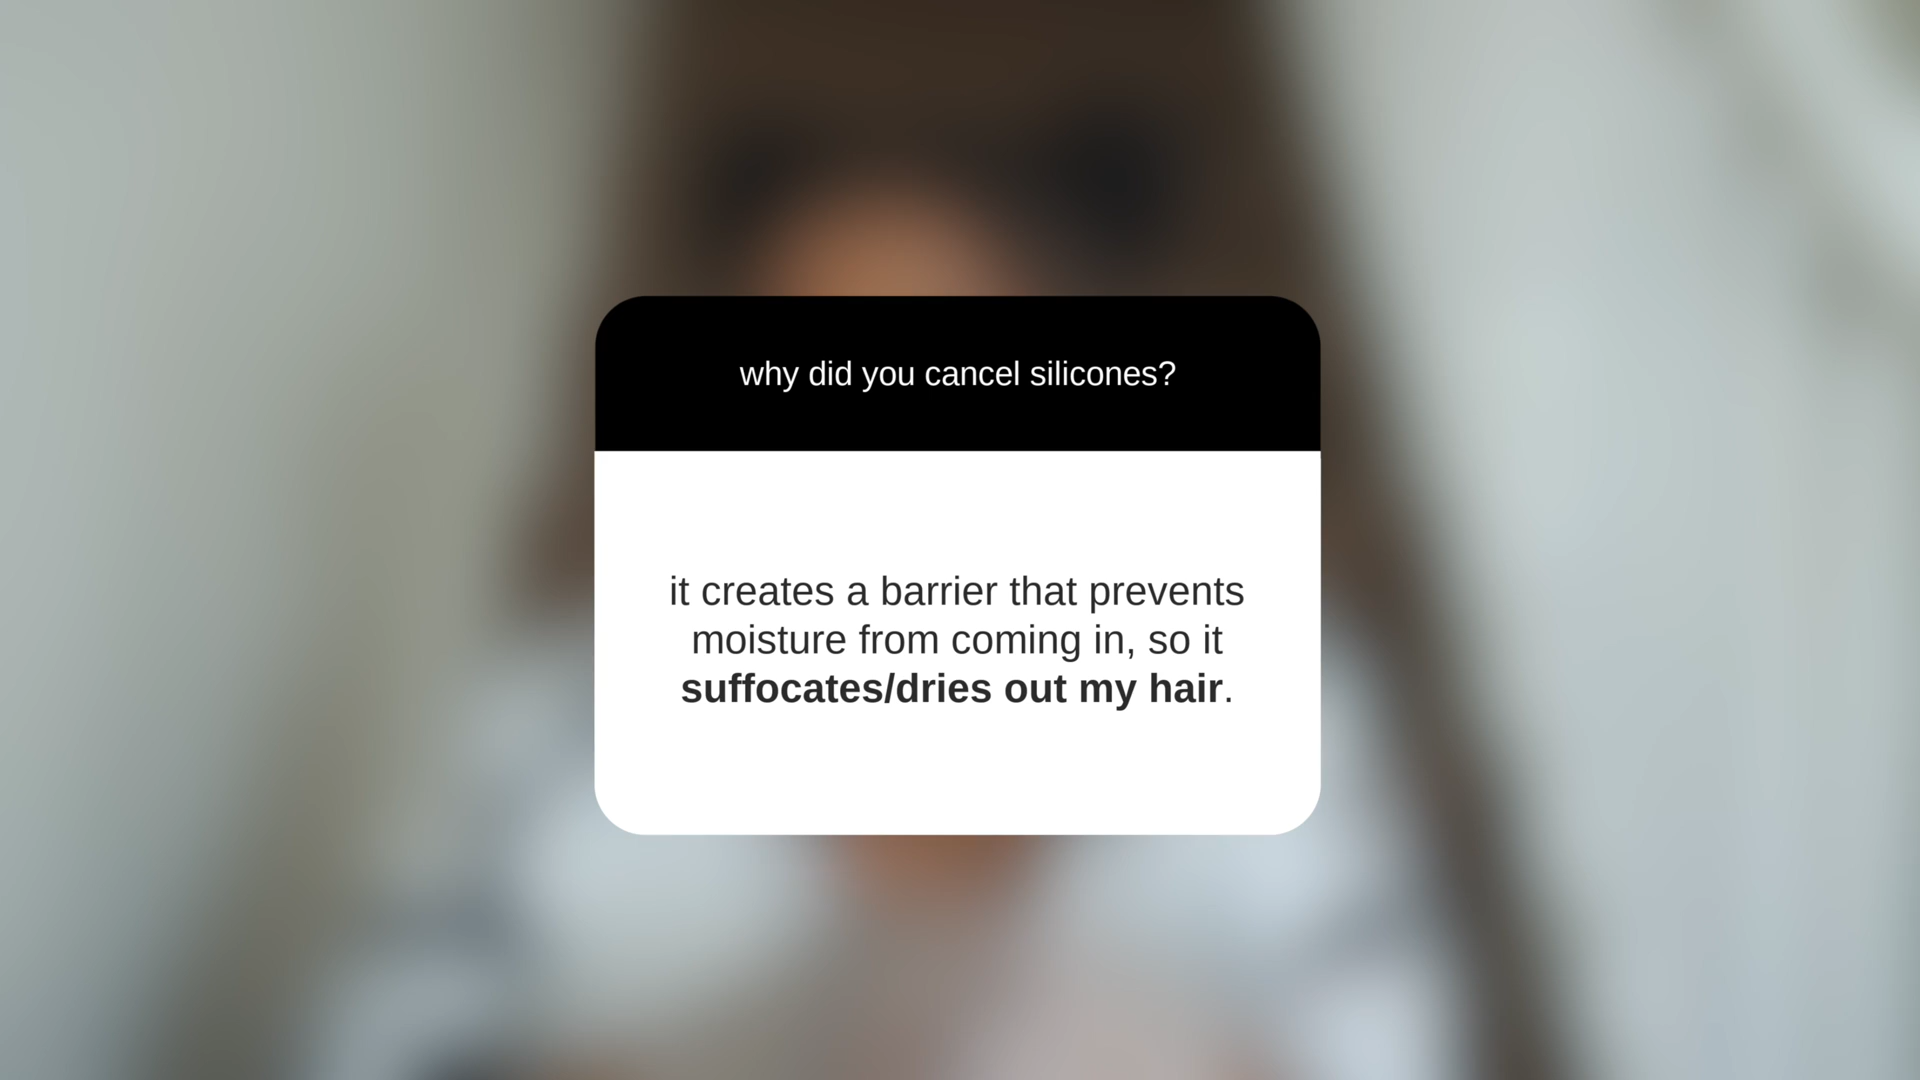 why did you cancel silicones?
it creates a barrier that prevents
moisture from coming in, so it
suffocates/dries out my hair.